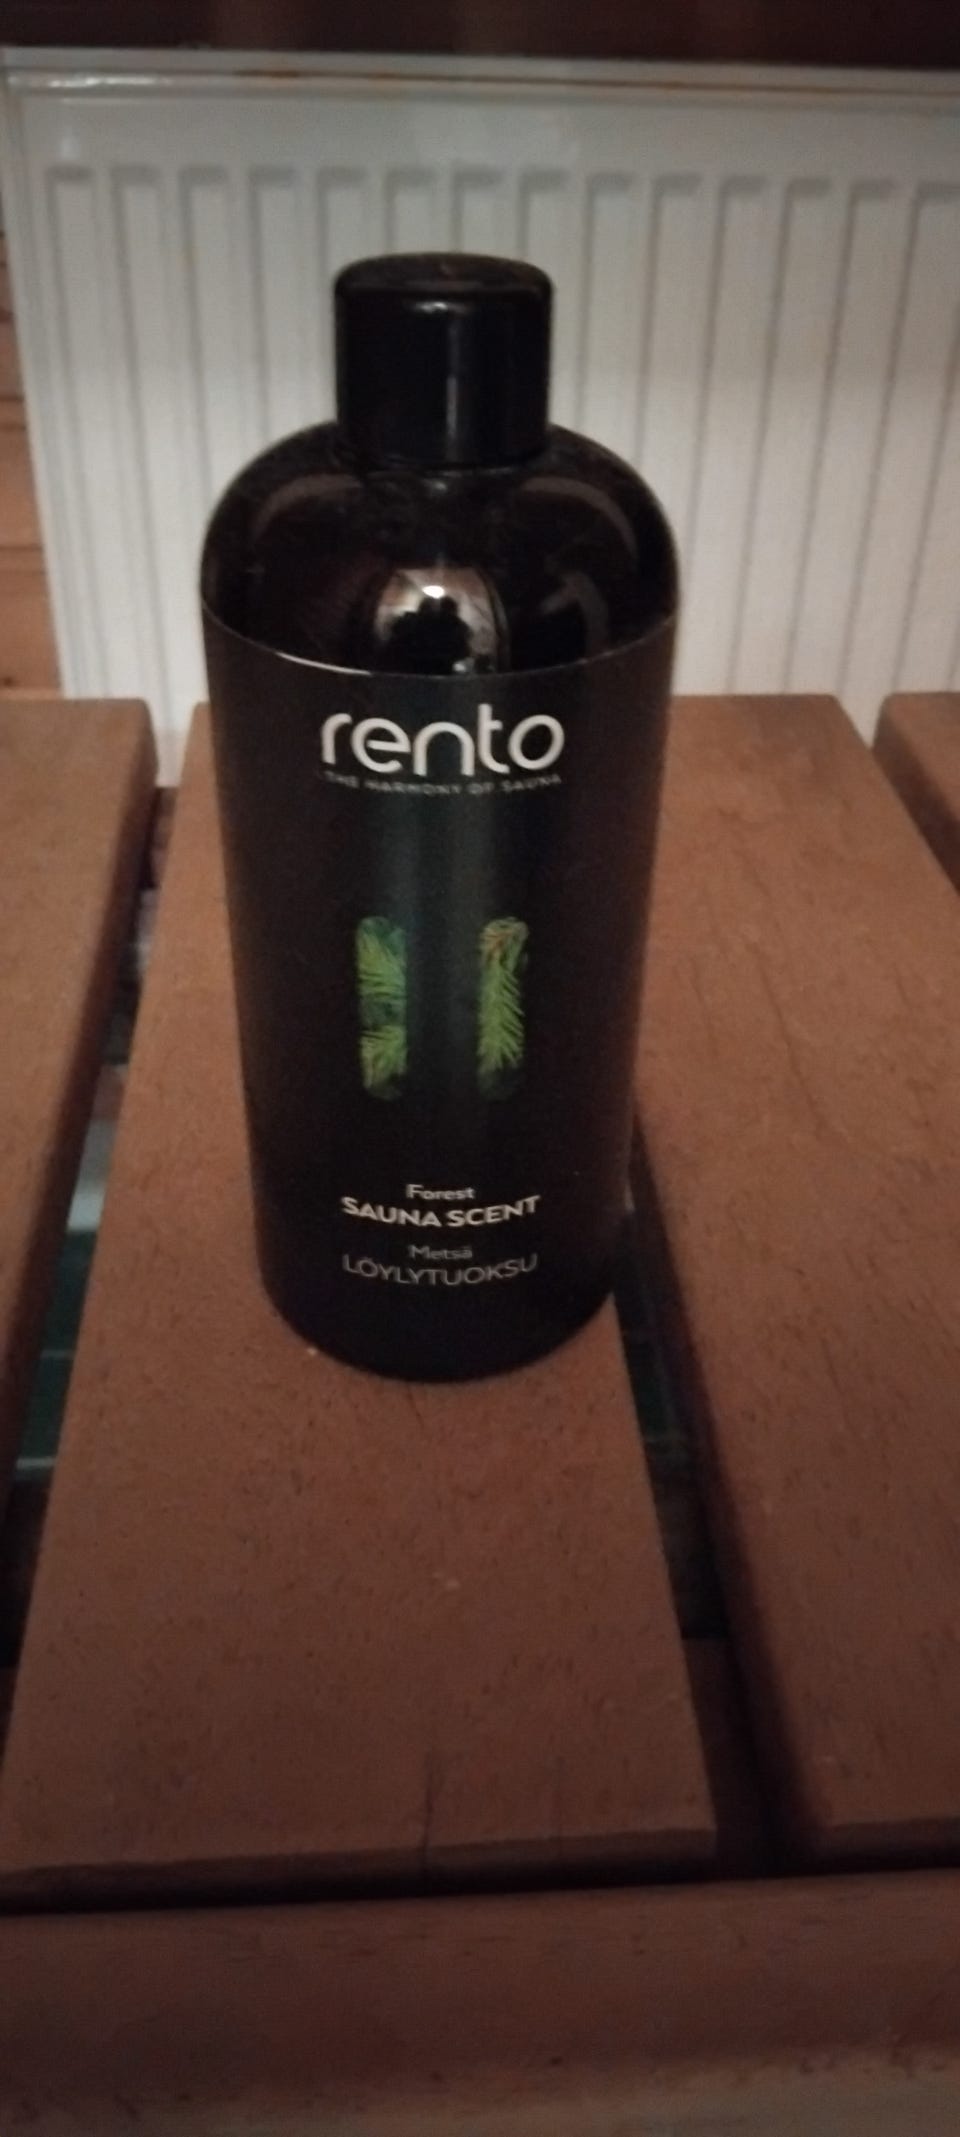 rento
THE HARMONY OF SAUNA
Forest
SAUNA SCENT
Metsä
LÖYLYTUOKSU